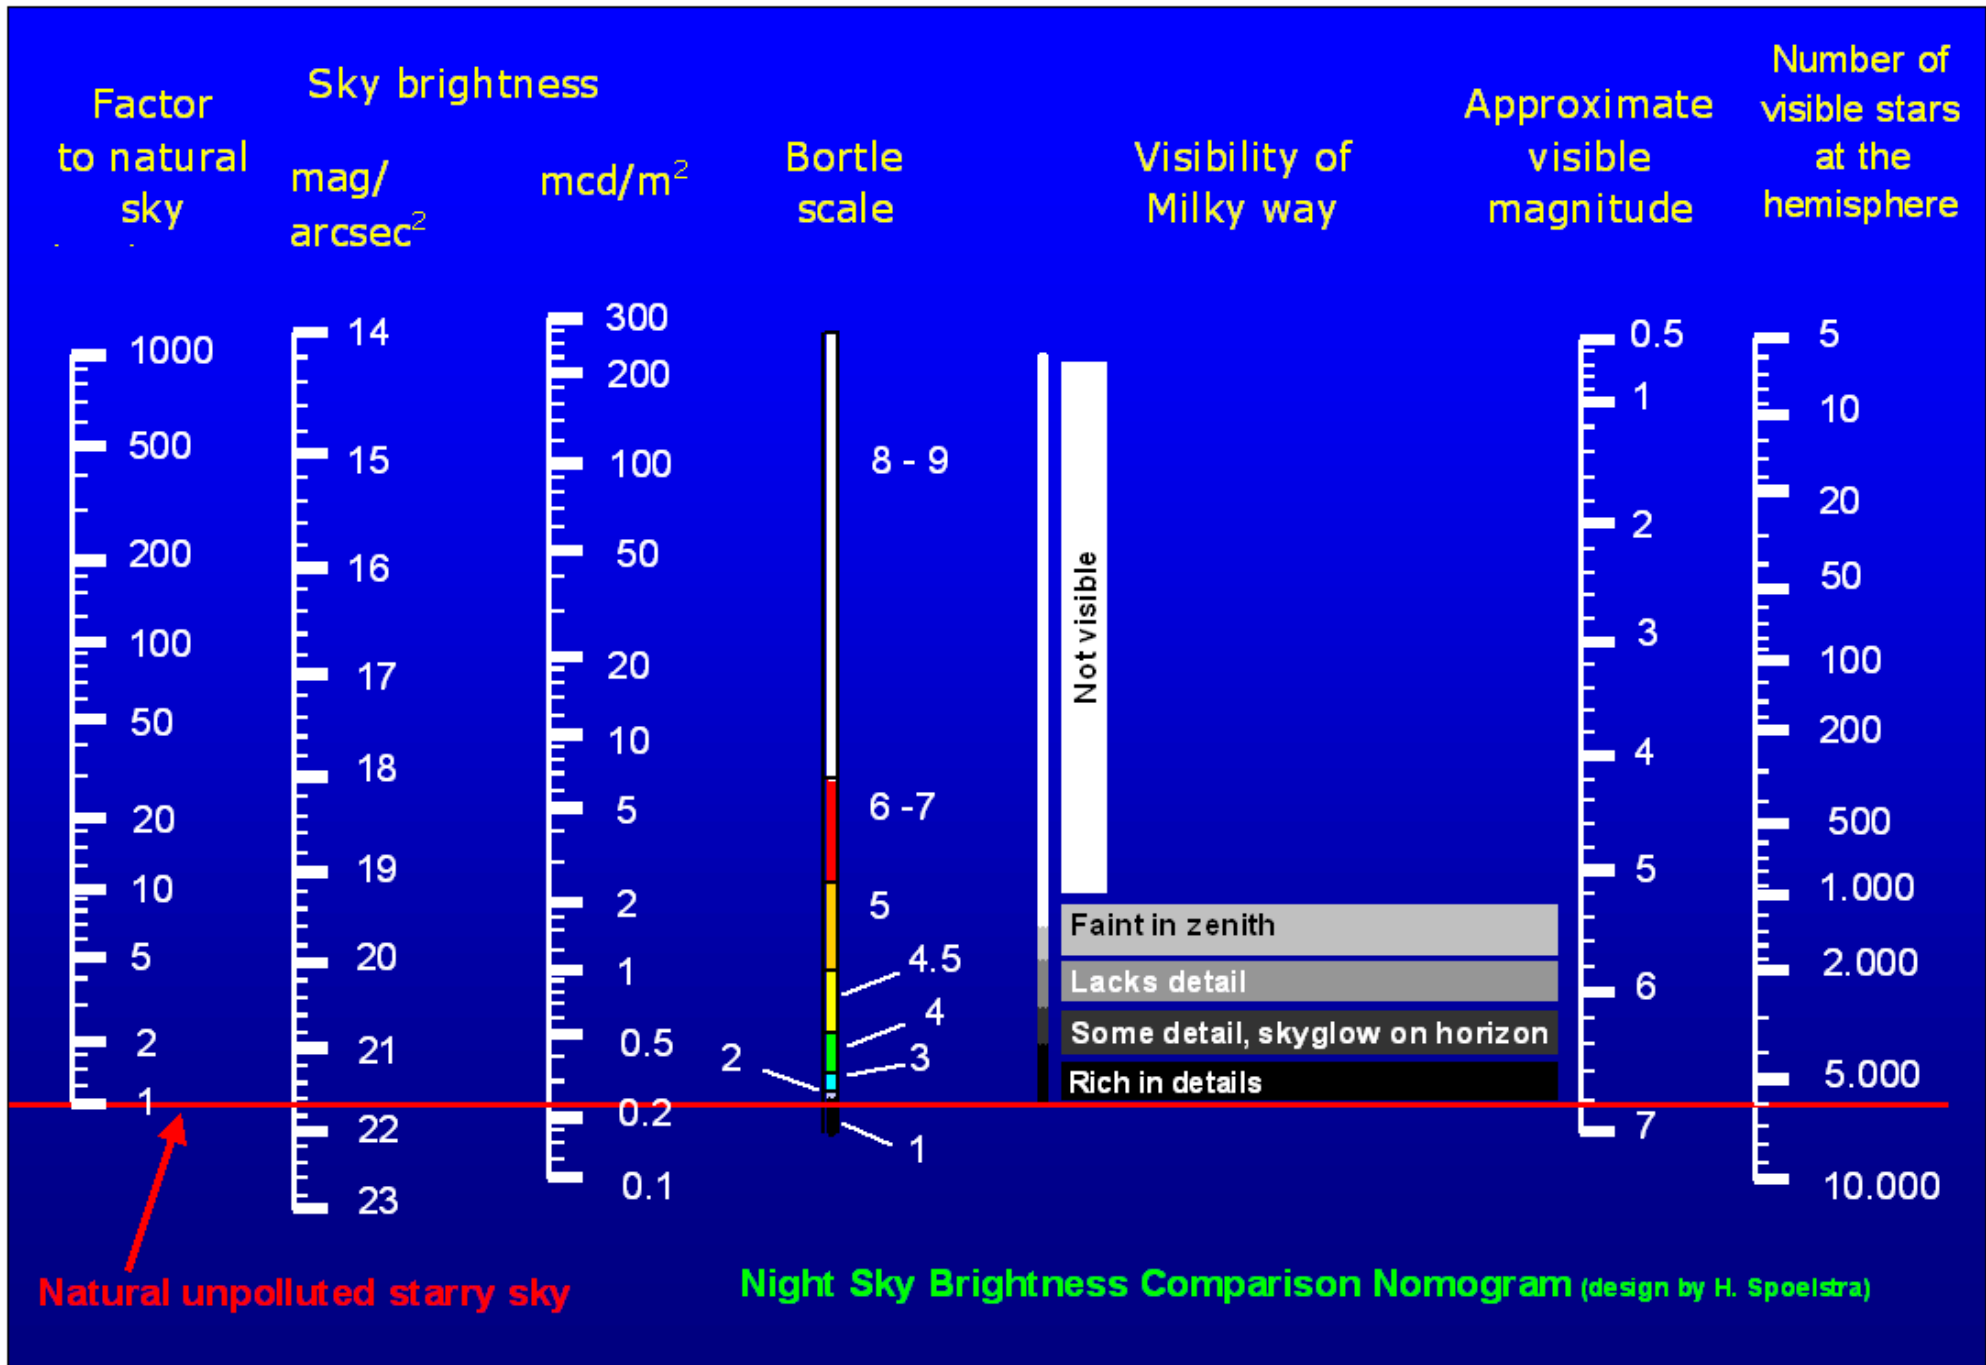 Factor
to natural
sky
Sky brightness
mag/
arcsec²
mcd/m²
Bortle
scale
Visibility of
Milky way
Approximate
visible
magnitude
Number of
visible stars
at the
hemisphere
1000
500
200
100
50
20
10
5
2
1
14
15
16
17
18
19
20
21
22
23
300
200
100
50
20
10
5
2
1
0.5
0.2
0.1
8 - 9
6 -7
5
4.5
4
3
2
1
Not visible
Faint in zenith
Lacks detail
Some detail, skyglow on horizon
Rich in details
0.5
1
2
3
4
5
6
7
5
10
20
50
100
200
500
1.000
2.000
5.000
10.000
Natural unpolluted starry sky
Night Sky Brightness Comparison Nomogram (design by H. Spoelstra)